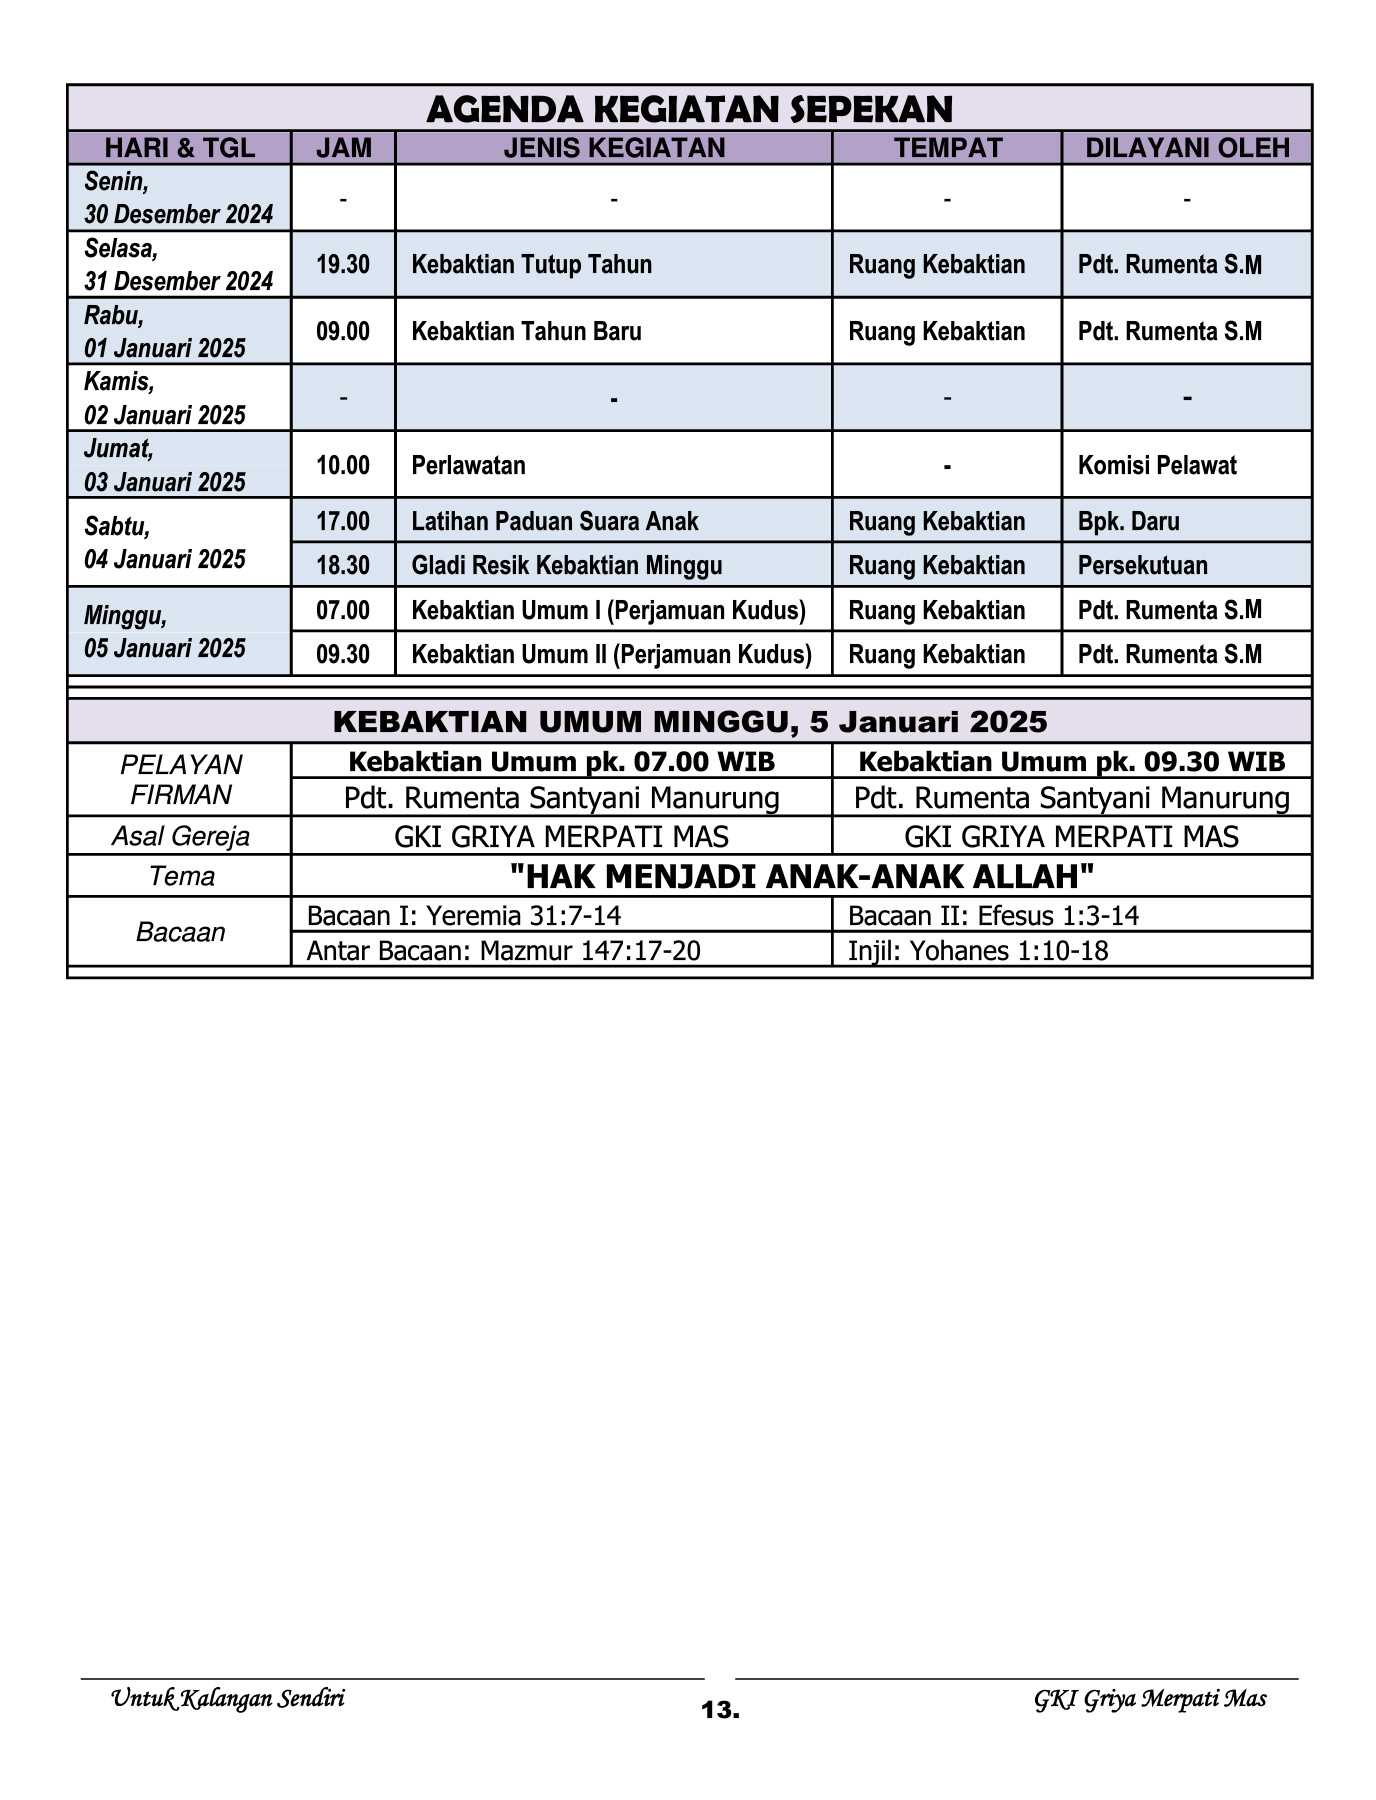 AGENDA KEGIATAN SEPEKAN
HARI & TGL JAM JENIS KEGIATAN TEMPAT DILAYANI OLEH
Senin,
30 Desember 2024 - - - -
Selasa,
31 Desember 2024 19.30 Kebaktian Tutup Tahun Ruang Kebaktian Pdt. Rumenta S.M
Rabu,
01 Januari 2025 09.00 Kebaktian Tahun Baru Ruang Kebaktian Pdt. Rumenta S.M
Kamis,
02 Januari 2025 - - - -
Jumat,
03 Januari 2025 10.00 Perlawatan - Komisi Pelawat
Sabtu,
04 Januari 2025
17.00 Latihan Paduan Suara Anak Ruang Kebaktian Bpk. Daru
18.30 Gladi Resik Kebaktian Minggu Ruang Kebaktian Persekutuan
Minggu,
05 Januari 2025
07.00 Kebaktian Umum I (Perjamuan Kudus) Ruang Kebaktian Pdt. Rumenta S.M
09.30 Kebaktian Umum II (Perjamuan Kudus) Ruang Kebaktian Pdt. Rumenta S.M
KEBAKTIAN UMUM MINGGU, 5 Januari 2025
PELAYAN
FIRMAN
Kebaktian Umum pk. 07.00 WIB Kebaktian Umum pk. 09.30 WIB
Pdt. Rumenta Santyani Manurung Pdt. Rumenta Santyani Manurung
Asal Gereja GKI GRIYA MERPATI MAS GKI GRIYA MERPATI MAS
Tema "HAK MENJADI ANAK-ANAK ALLAH"
Bacaan
Bacaan I: Yeremia 31:7-14 Bacaan II: Efesus 1:3-14
Antar Bacaan: Mazmur 147:17-20 Injil: Yohanes 1:10-18
Untuk Kalangan Sendiri 13. GKI Griya Merpati Mas